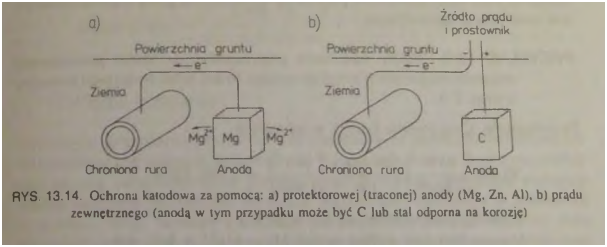 a)
Powierzchnia gruntu
e⁻
Ziemia
Mg²⁺ Mg Mg²⁺
Chroniona rura Anoda
b)
Źródło prądu
i prostownik
Powierzchnia gruntu - +
e⁻
Ziemia
C
Chroniona rura Anoda
RYS. 13.14. Ochrona katodowa za pomocą: a) protektorowej (traconej) anody (Mg, Zn, Al), b) prądu
zewnętrznego (anodą w tym przypadku może być C lub stal odporna na korozję)